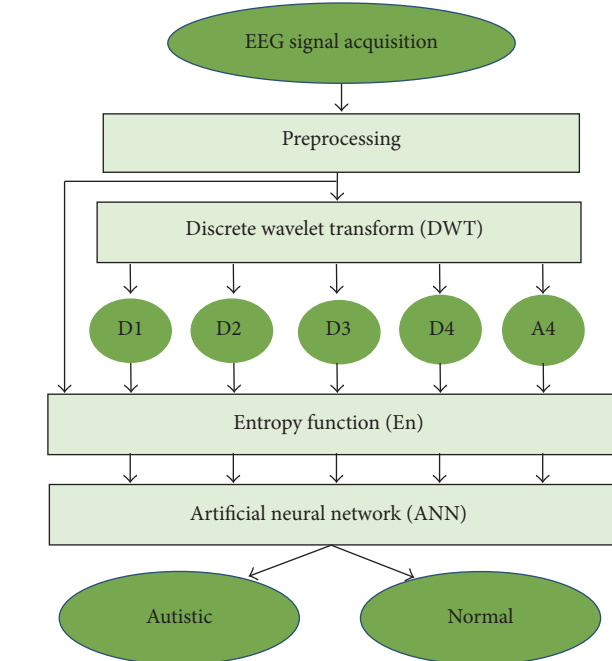 EEG signal acquisition
Preprocessing
Discrete wavelet transform (DWT)
D1
D2
D3
D4
A4
Entropy function (En)
Artificial neural network (ANN)
Autistic
Normal